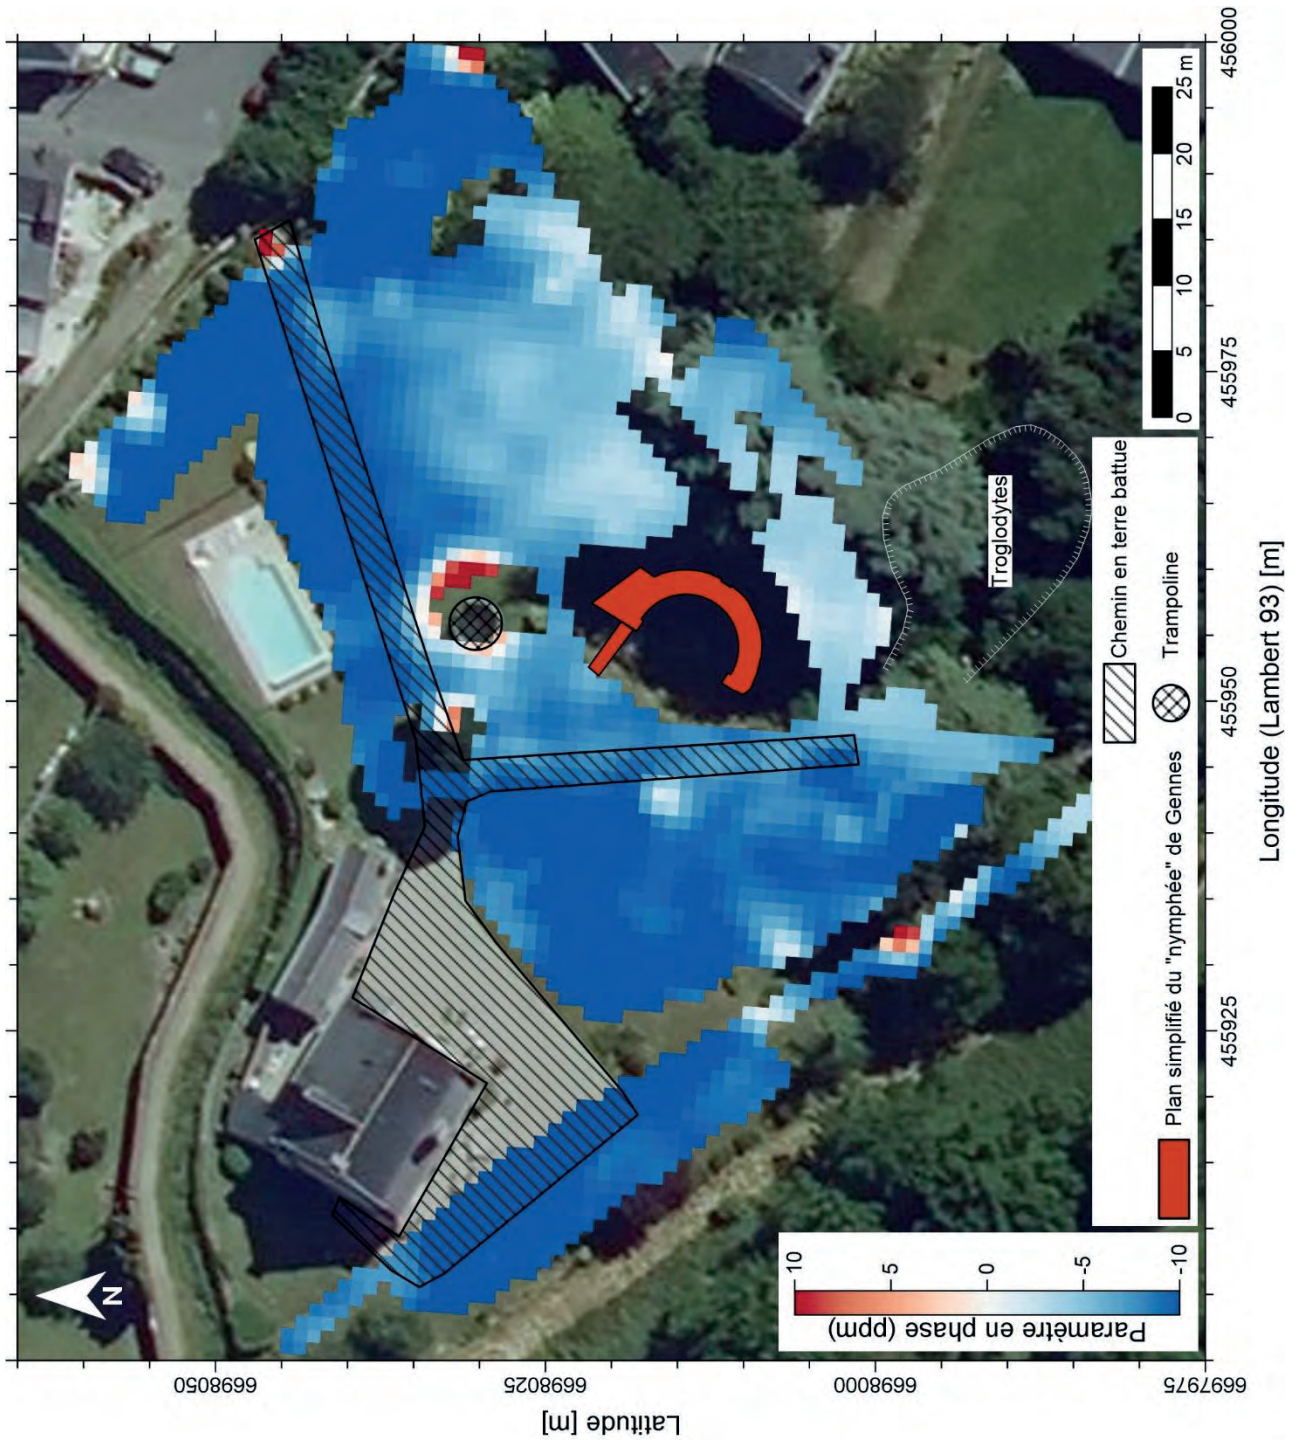 N
Latitude [m]
6698050
6698025
6698000
6697975
Troglodytes
Paramètre en phase (ppm)
10
5
0
-5
-10
Chemin en terre battue
Plan simplifié du "nymphée" de Gennes
Trampoline
0 5 10 15 20 25 m
455925 455950 455975 456000
Longitude (Lambert 93) [m]